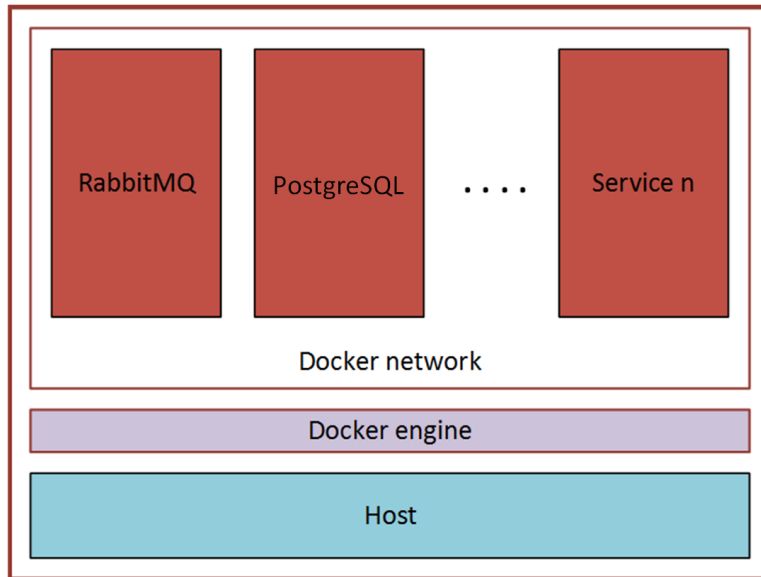 RabbitMQ
PostgreSQL
....
Service n
Docker network
Docker engine
Host